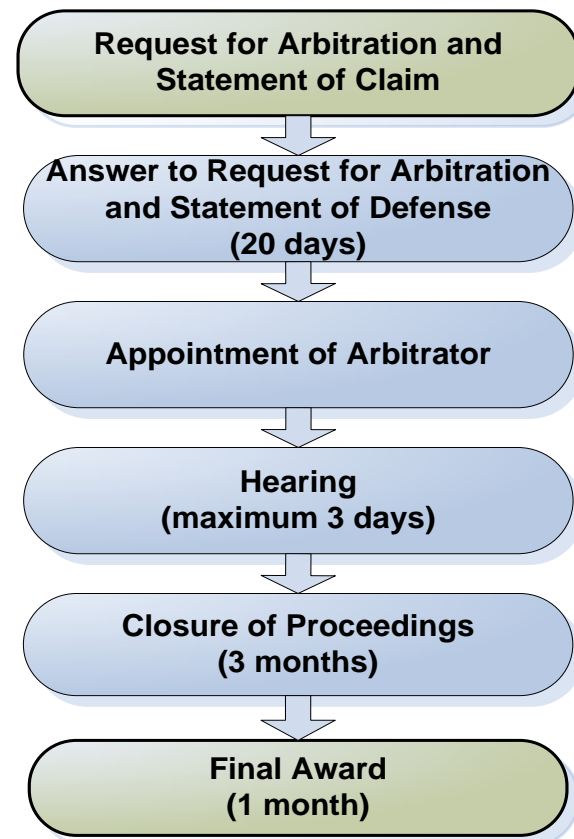 Request for Arbitration and
Statement of Claim
Answer to Request for Arbitration
and Statement of Defense
(20 days)
Appointment of Arbitrator
Hearing
(maximum 3 days)
Closure of Proceedings
(3 months)
Final Award
(1 month)